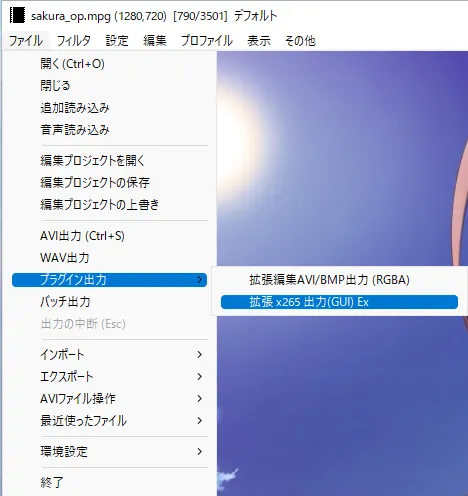 sakura_op.mpg (1280,720) [790/3501] デフォルト
ファイル フィルタ 設定 編集 プロファイル 表示 その他
開く(Ctrl+O)
閉じる
追加読み込み
音声読み込み
編集プロジェクトを開く
編集プロジェクトの保存
編集プロジェクトの上書き
AVI出力 (Ctrl+S)
WAV出力
プラグイン出力
拡張編集AVI/BMP出力 (RGBA)
拡張 x265 出力(GUI) Ex
バッチ出力
出力の中断 (Esc)
インポート
エクスポート
AVIファイル操作
最近使ったファイル
環境設定
終了